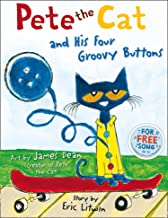 Pete the Cat
and His Four
Groovy Buttons
FOR
FREE
SONG
Art by James Dean
(creator of Pete
the Cat)
Story by
Eric Litwin